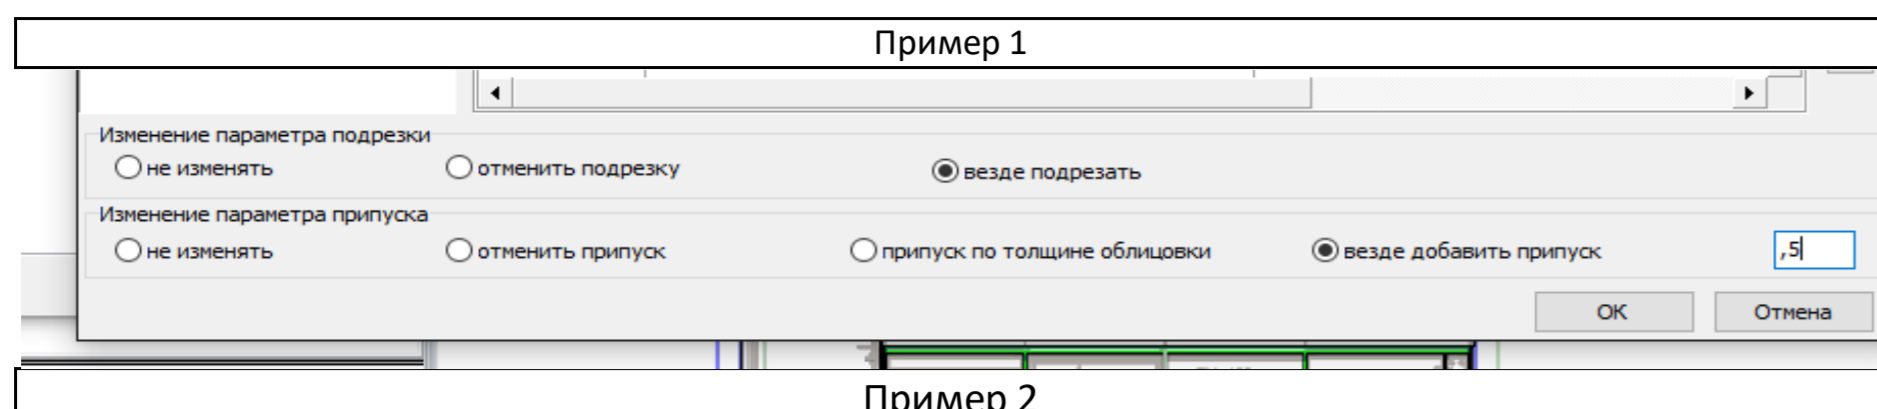 Пример 1
Изменение параметра подрезки
не изменять отменить подрезку везде подрезать
Изменение параметра припуска
не изменять отменить припуск припуск по толщине облицовки везде добавить припуск ,5
ОК Отмена
Пример 2